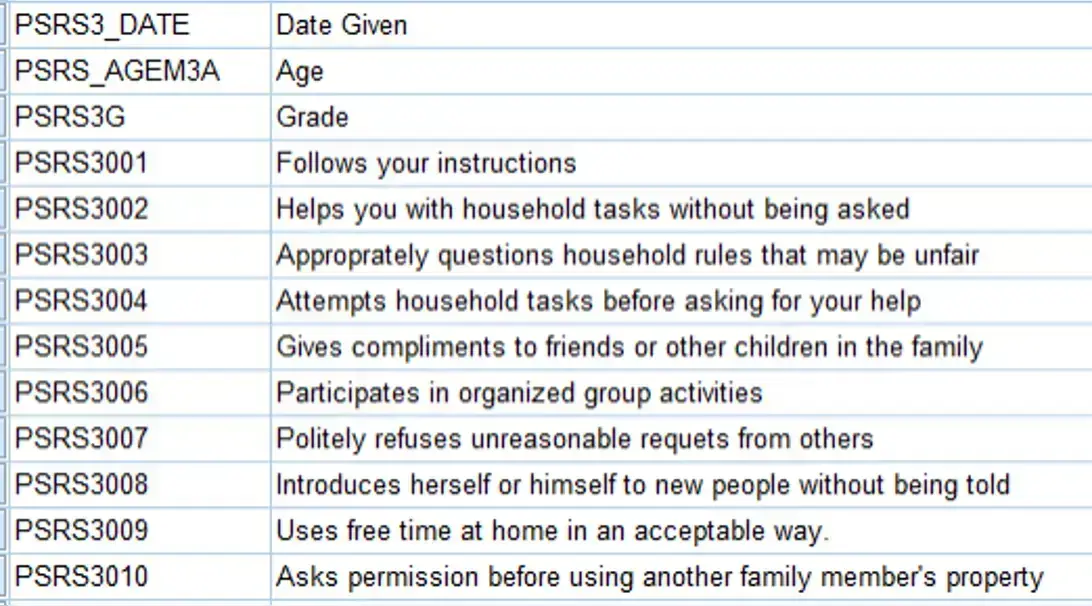 PSRS3_DATE Date Given
PSRS_AGEM3A Age
PSRS3G Grade
PSRS3001 Follows your instructions
PSRS3002 Helps you with household tasks without being asked
PSRS3003 Approprately questions household rules that may be unfair
PSRS3004 Attempts household tasks before asking for your help
PSRS3005 Gives compliments to friends or other children in the family
PSRS3006 Participates in organized group activities
PSRS3007 Politely refuses unreasonable requets from others
PSRS3008 Introduces herself or himself to new people without being told
PSRS3009 Uses free time at home in an acceptable way.
PSRS3010 Asks permission before using another family member's property